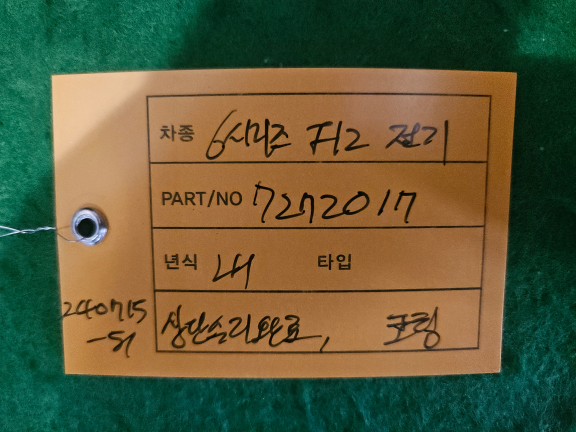 차종 6시리즈 F12 전기
PART/NO 7272017
년식 내 타입
240715
-51
상단수리완료, 코팅